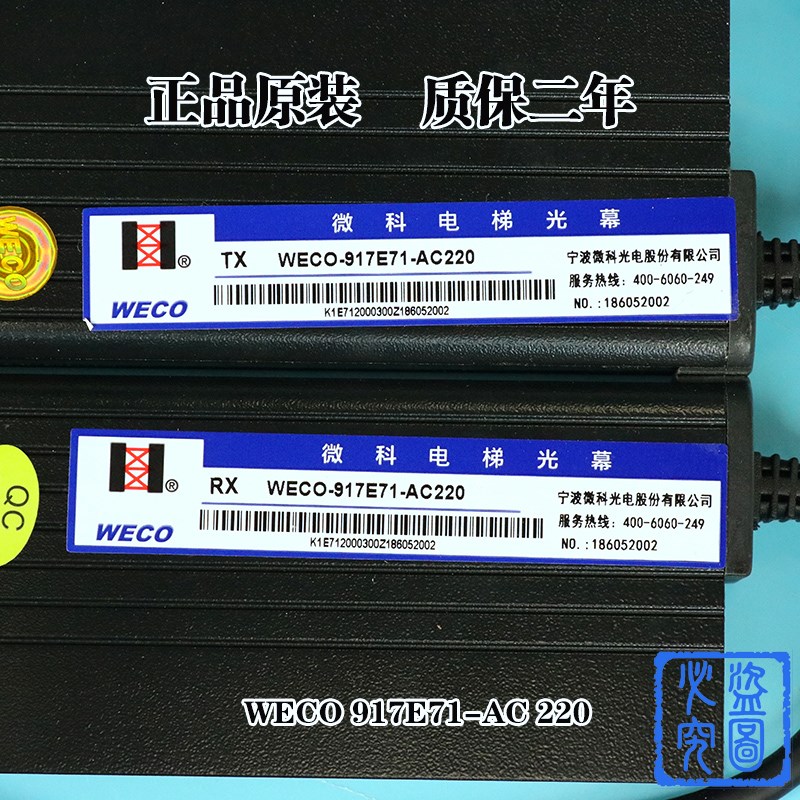 正品原装 质保二年
WECO
微科电梯光幕
TX WECO-917E71-AC220
K1E712000300Z186052002
宁波微科光电股份有限公司
服务热线: 400-6060-249
NO.:186052002
®
WECO
QC
微科电梯光幕
RX WECO-917E71-AC220
K1E712000300Z186052002
宁波微科光电股份有限公司
服务热线: 400-6060-249
NO.:186052002
®
WECO
WECO 917E71-AC 220
盗图必究